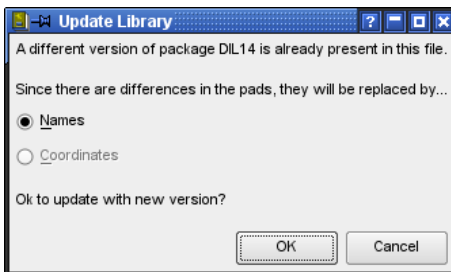 Update Library
?
A different version of package DIL14 is already present in this file.
Since there are differences in the pads, they will be replaced by...
Names
Coordinates
Ok to update with new version?
OK
Cancel